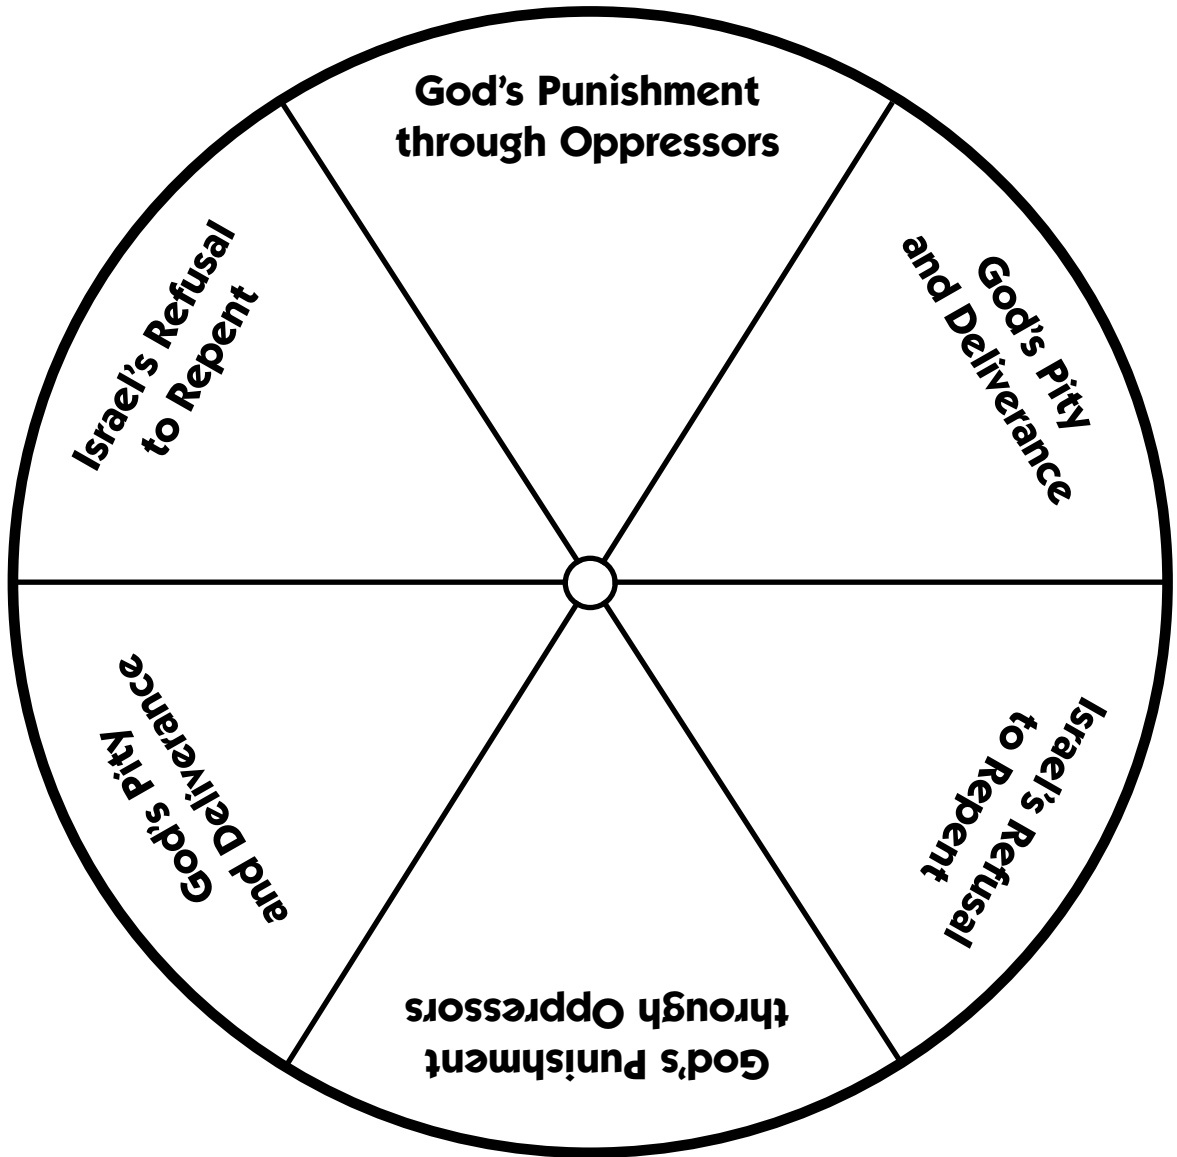 God’s Punishment
through Oppressors
God’s Pity
and Deliverance
Israel’s Refusal
to Repent
God’s Punishment
through Oppressors
God’s Pity
and Deliverance
Israel’s Refusal
to Repent